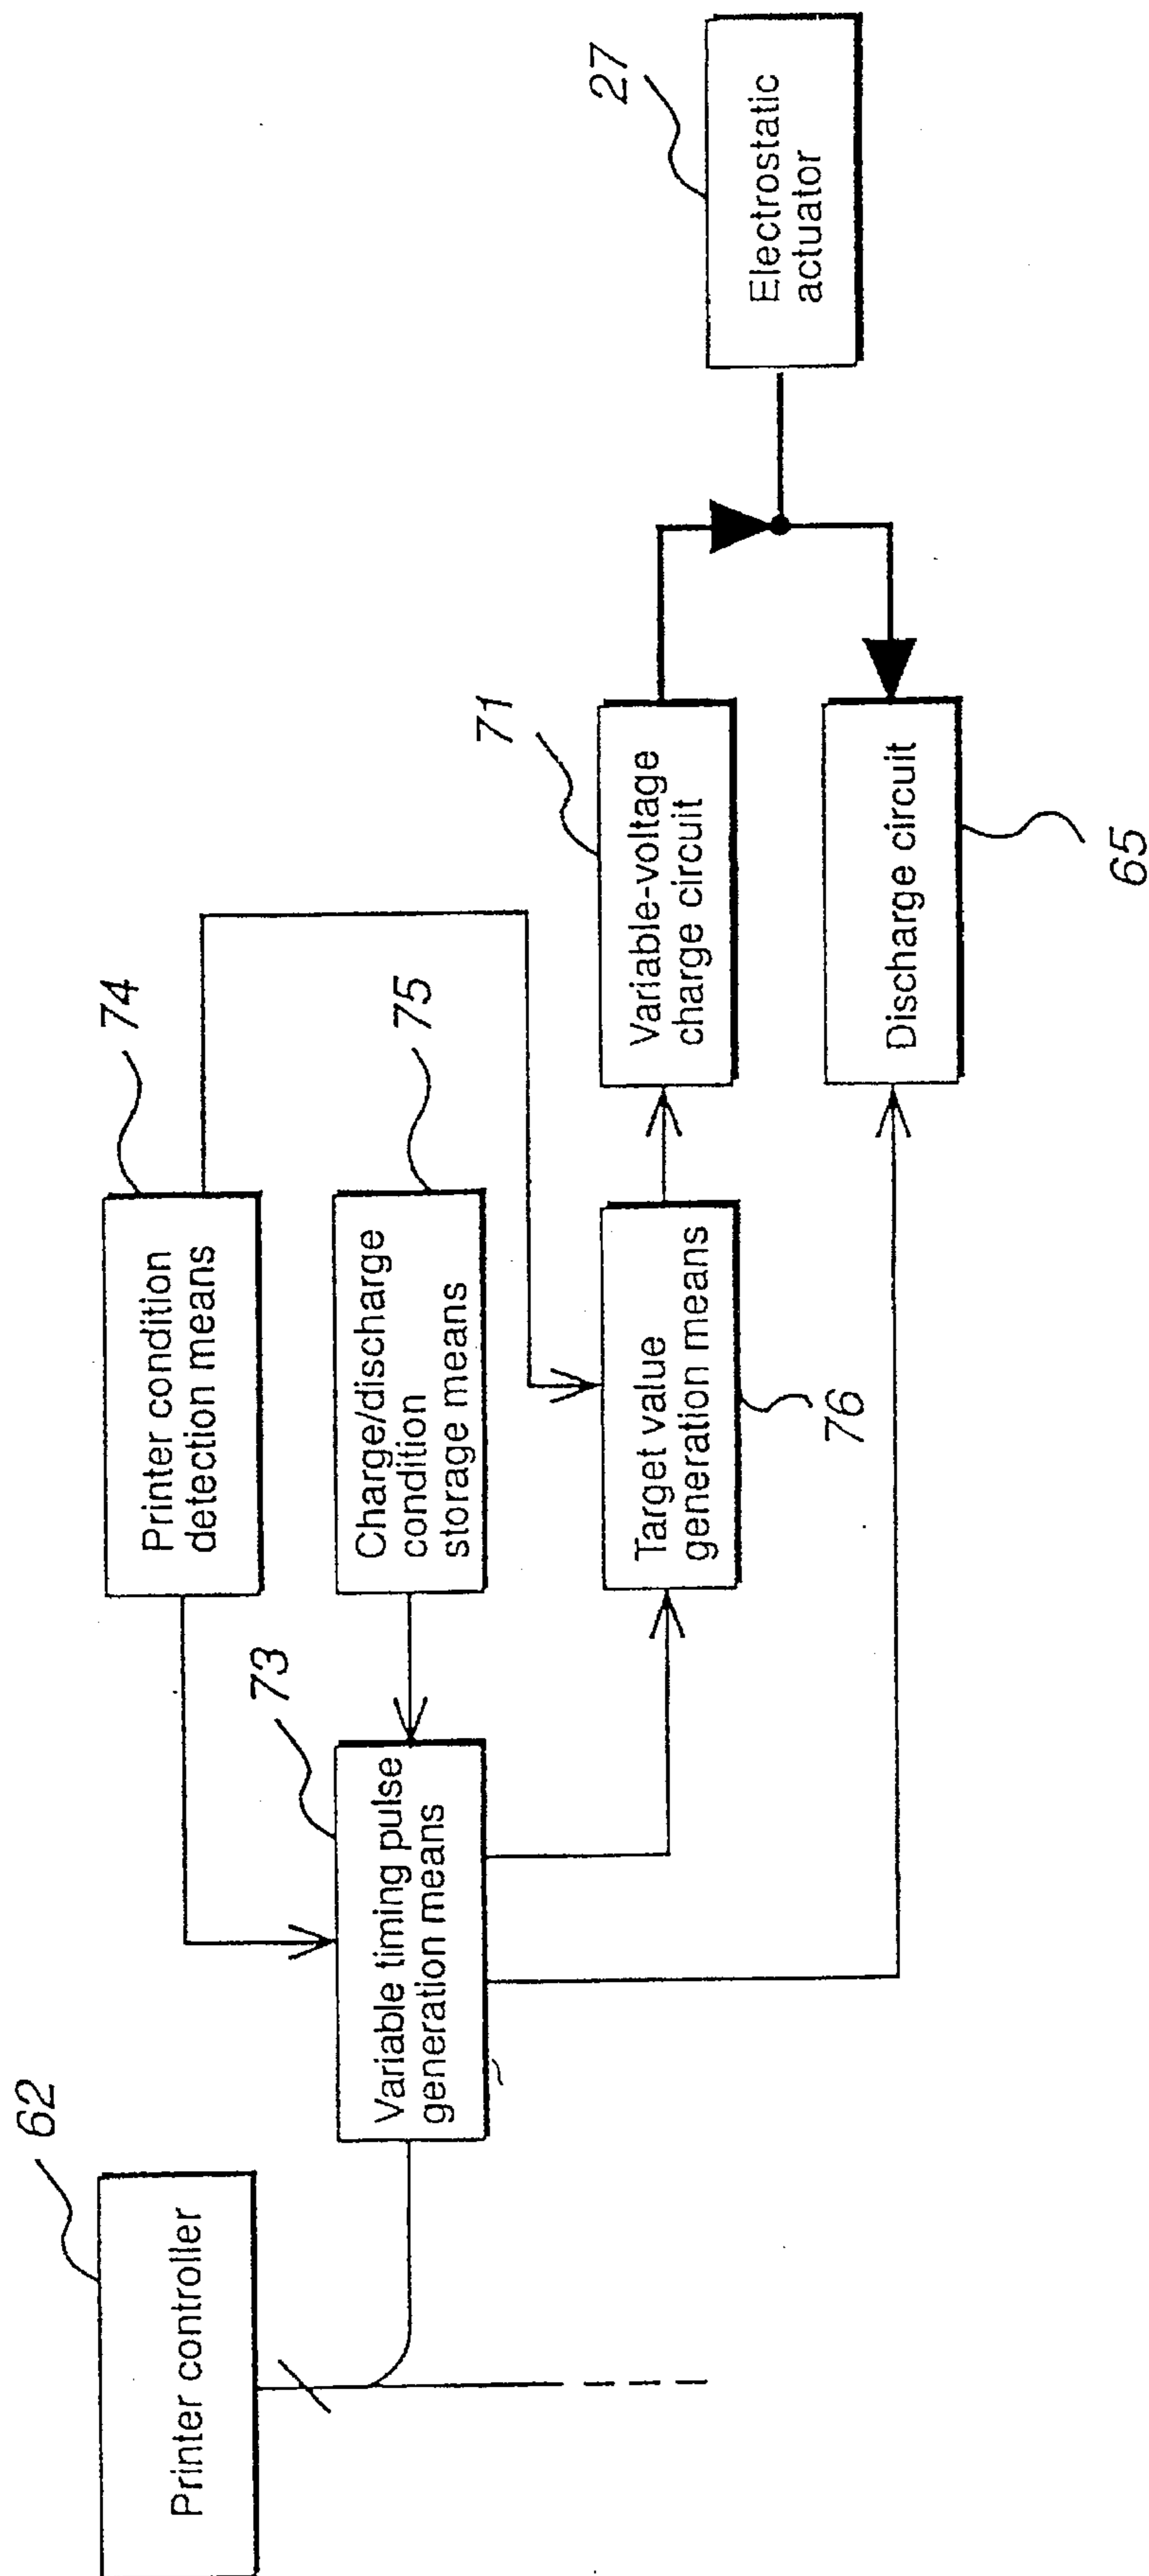 62
Printer controller
74
Printer condition
detection means
73
Variable timing pulse
generation means
75
Charge/discharge
condition
storage means
76
Target value
generation means
71
Variable-voltage
charge circuit
65
Discharge circuit
27
Electrostatic
actuator